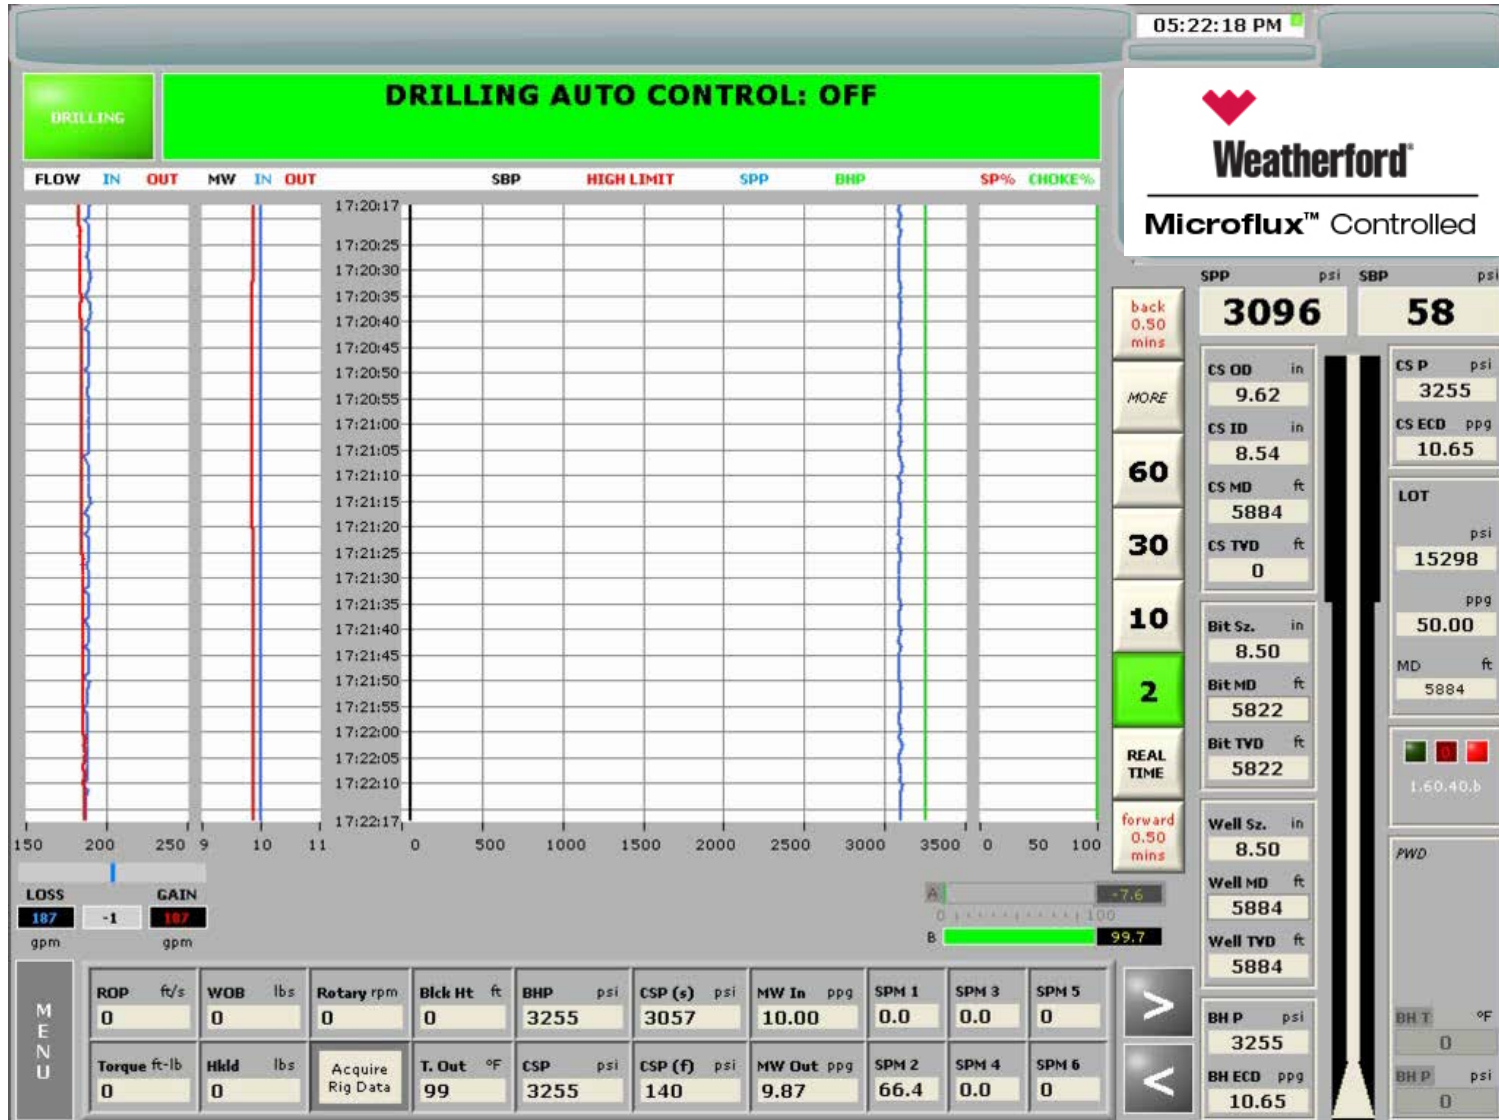 05:22:18 PM
DRILLING
DRILLING AUTO CONTROL: OFF
Weatherford®
Microflux™ Controlled
FLOW IN OUT MW IN OUT SBP HIGH LIMIT SPP BHP SP% CHOKE%
17:20:17
17:20:25
17:20:30
17:20:35
17:20:40
17:20:45
17:20:50
17:20:55
17:21:00
17:21:05
17:21:10
17:21:15
17:21:20
17:21:25
17:21:30
17:21:35
17:21:40
17:21:45
17:21:50
17:21:55
17:22:00
17:22:05
17:22:10
17:22:17
150 200 250 9 10 11 0 500 1000 1500 2000 2500 3000 3500 0 50 100
back
0.50
mins
MORE
60
30
10
2
REAL
TIME
forward
0.50
mins
SPP psi SBP psi
3096 58
CS OD in
9.62
CS ID in
8.54
CS MD ft
5884
CS TVD ft
0
Bit Sz. in
8.50
Bit MD ft
5822
Bit TVD ft
5822
Well Sz. in
8.50
Well MD ft
5884
Well TVD ft
5884
BH P psi
3255
BH ECD ppg
10.65
CS P psi
3255
CS ECD ppg
10.65
LOT
psi
15298
ppg
50.00
MD ft
5884
0
1.60.40.b
PWD
BH T °F
0
BH P psi
0
LOSS GAIN
187 -1 187
gpm gpm
A -7.6
0 100
B 99.7
MENU
ROP ft/s WOB lbs Rotary rpm Blck Ht ft BHP psi CSP (s) psi MW In ppg SPM 1 SPM 3 SPM 5
0 0 0 0 3255 3057 10.00 0.0 0.0 0
Torque ft-lb Hkld lbs Acquire Rig Data T. Out °F CSP psi CSP (f) psi MW Out ppg SPM 2 SPM 4 SPM 6
0 0 99 3255 140 9.87 66.4 0.0 0
>
<